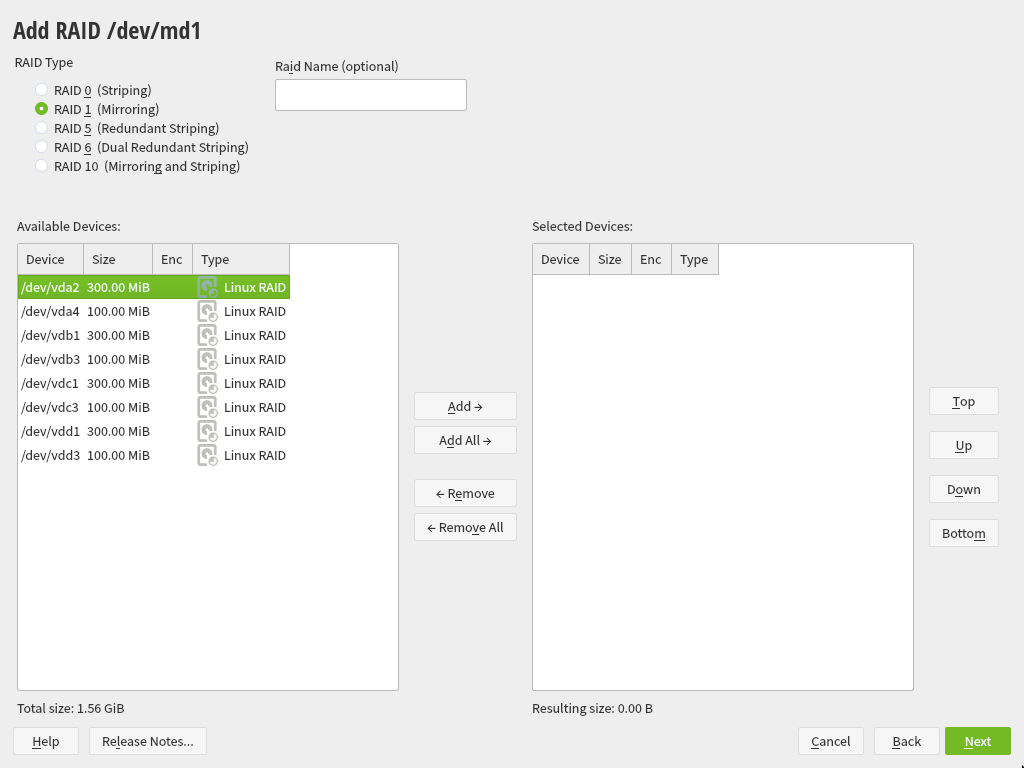 Add RAID /dev/md1
RAID Type
Raid Name (optional)
RAID 0 (Striping)
RAID 1 (Mirroring)
RAID 5 (Redundant Striping)
RAID 6 (Dual Redundant Striping)
RAID 10 (Mirroring and Striping)
Available Devices:
Device Size Enc Type
/dev/vda2 300.00 MiB Linux RAID
/dev/vda4 100.00 MiB Linux RAID
/dev/vdb1 300.00 MiB Linux RAID
/dev/vdb3 100.00 MiB Linux RAID
/dev/vdc1 300.00 MiB Linux RAID
/dev/vdc3 100.00 MiB Linux RAID
/dev/vdd1 300.00 MiB Linux RAID
/dev/vdd3 100.00 MiB Linux RAID
Total size: 1.56 GiB
Add →
Add All →
← Remove
← Remove All
Selected Devices:
Device Size Enc Type
Resulting size: 0.00 B
Top
Up
Down
Bottom
Help Release Notes... Cancel Back Next